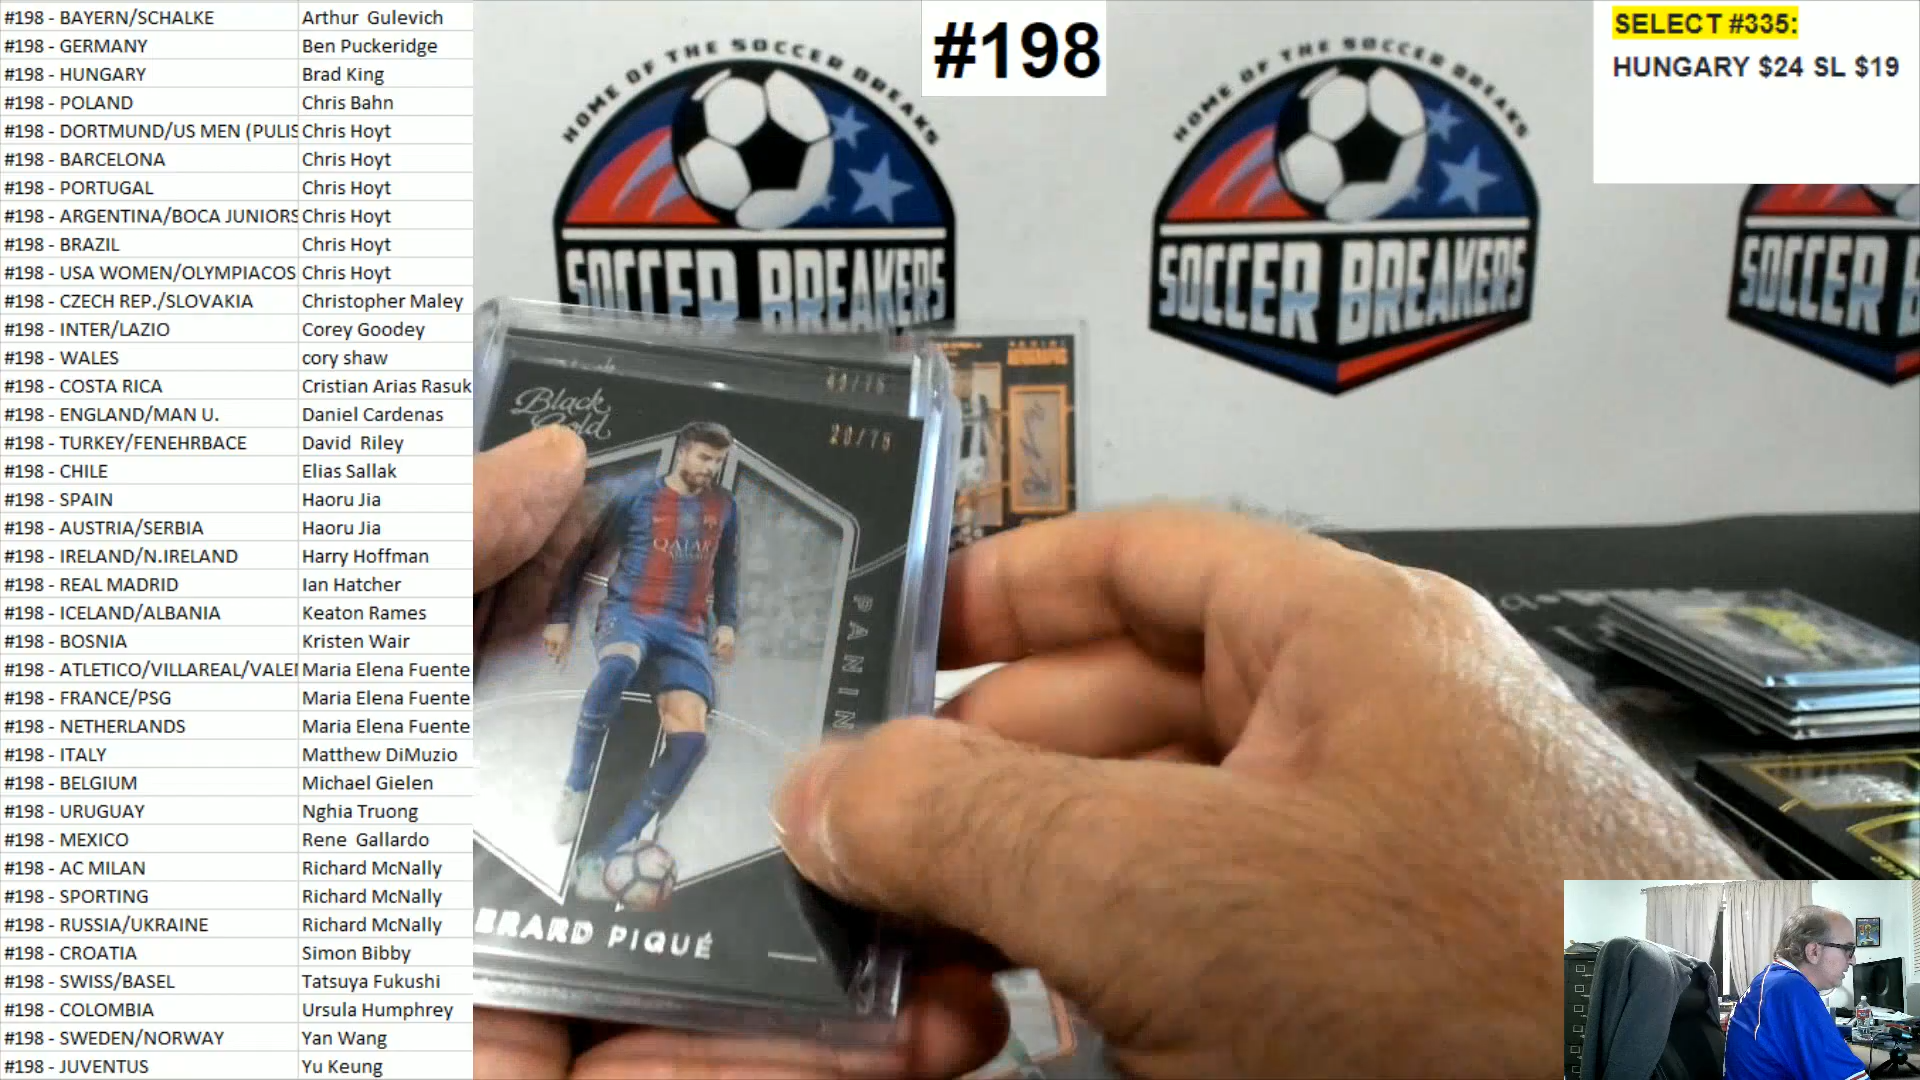 #198 - BAYERN/SCHALKE Arthur Gulevich
#198 - GERMANY Ben Puckeridge
#198 - HUNGARY Brad King
#198 - POLAND Chris Bahn
#198 - DORTMUND/US MEN (PULIS Chris Hoyt
#198 - BARCELONA Chris Hoyt
#198 - PORTUGAL Chris Hoyt
#198 - ARGENTINA/BOCA JUNIORS Chris Hoyt
#198 - BRAZIL Chris Hoyt
#198 - USA WOMEN/OLYMPIACOS Chris Hoyt
#198 - CZECH REP./SLOVAKIA Christopher Maley
#198 - INTER/LAZIO Corey Goodey
#198 - WALES cory shaw
#198 - COSTA RICA Cristian Arias Rasuk
#198 - ENGLAND/MAN U. Daniel Cardenas
#198 - TURKEY/FENEHRBACE David Riley
#198 - CHILE Elias Sallak
#198 - SPAIN Haoru Jia
#198 - AUSTRIA/SERBIA Haoru Jia
#198 - IRELAND/N.IRELAND Harry Hoffman
#198 - REAL MADRID Ian Hatcher
#198 - ICELAND/ALBANIA Keaton Rames
#198 - BOSNIA Kristen Wair
#198 - ATLETICO/VILLAREAL/VALEI Maria Elena Fuente
#198 - FRANCE/PSG Maria Elena Fuente
#198 - NETHERLANDS Maria Elena Fuente
#198 - ITALY Matthew DiMuzio
#198 - BELGIUM Michael Gielen
#198 - URUGUAY Nghia Truong
#198 - MEXICO Rene Gallardo
#198 - AC MILAN Richard McNally
#198 - SPORTING Richard McNally
#198 - RUSSIA/UKRAINE Richard McNally
#198 - CROATIA Simon Bibby
#198 - SWISS/BASEL Tatsuya Fukushi
#198 - COLOMBIA Ursula Humphrey
#198 - SWEDEN/NORWAY Yan Wang
#198 - JUVENTUS Yu Keung
#198
SELECT #335:
HUNGARY $24 SL $19
HOME OF THE SOCCER BREAKS
SOCCER BREAKERS
HOME OF THE SOCCER BREAKS
SOCCER BREAKERS
SOCCER B
Black Gold
20/75
QATAR
PANIN
ERARD PIQUÉ